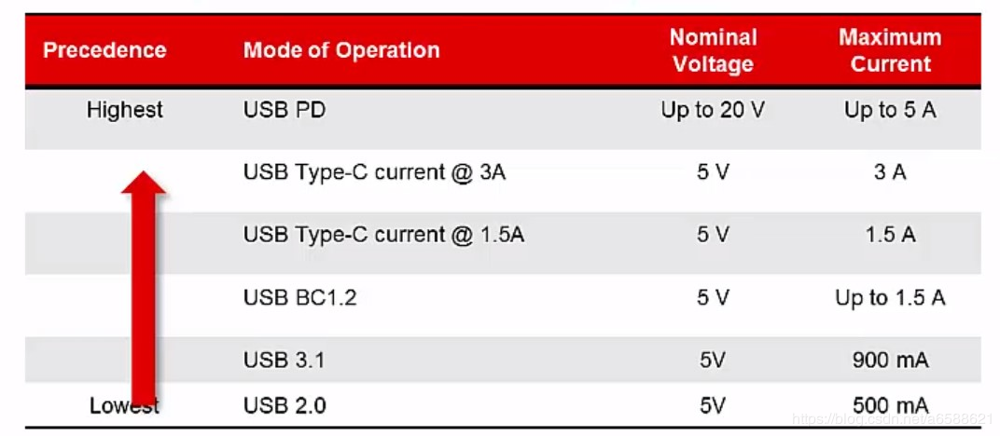 Precedence Mode of Operation Nominal Voltage Maximum Current
Highest USB PD Up to 20 V Up to 5 A
USB Type-C current @ 3A 5 V 3 A
USB Type-C current @ 1.5A 5 V 1.5 A
USB BC1.2 5 V Up to 1.5 A
USB 3.1 5V 900 mA
Lowest USB 2.0 5V 500 mA
https://blog.csdn.net/a6588621